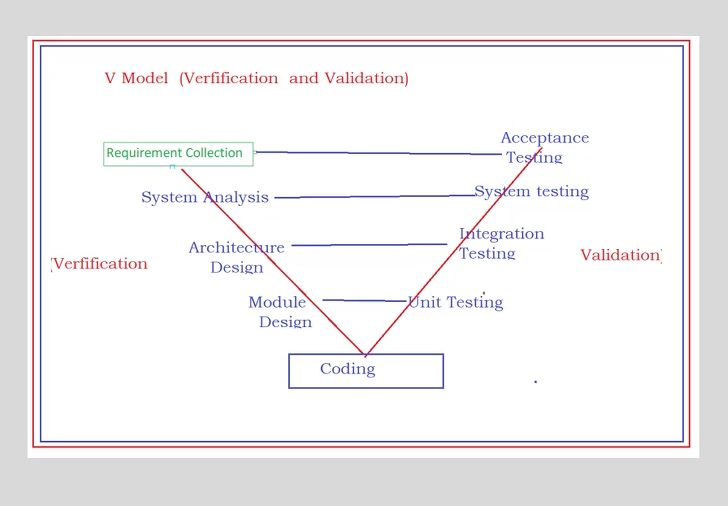 V Model (Verfification and Validation)
Requirement Collection
Acceptance
Testing
System Analysis
System testing
Architecture
Design
Integration
Testing
(Verfification
Validation)
Module
Design
Unit Testing
Coding